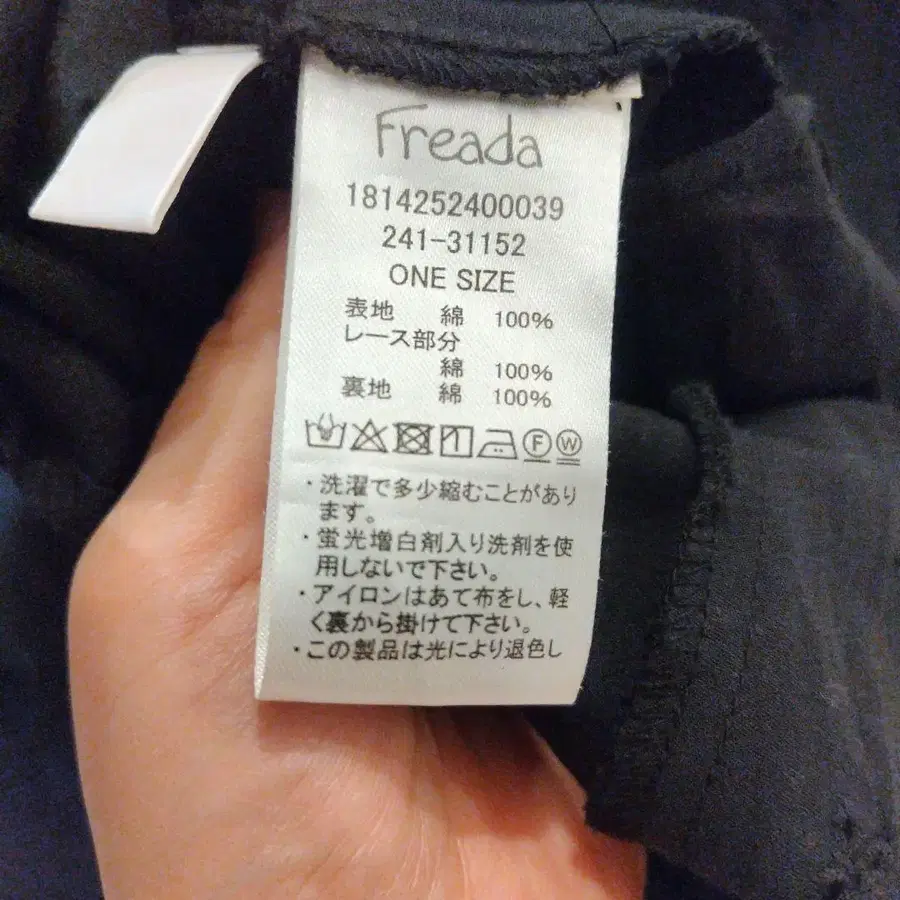 Freada
1814252400039
241-31152
ONE SIZE
表地 綿 100%
レース部分
綿 100%
裏地 綿 100%
F W
・洗濯で多少縮むことがあり
ます。
・蛍光増白剤入り洗剤を使
用しないで下さい。
・アイロンはあて布をし、軽
く裏から掛けて下さい。
・この製品は光により退色し